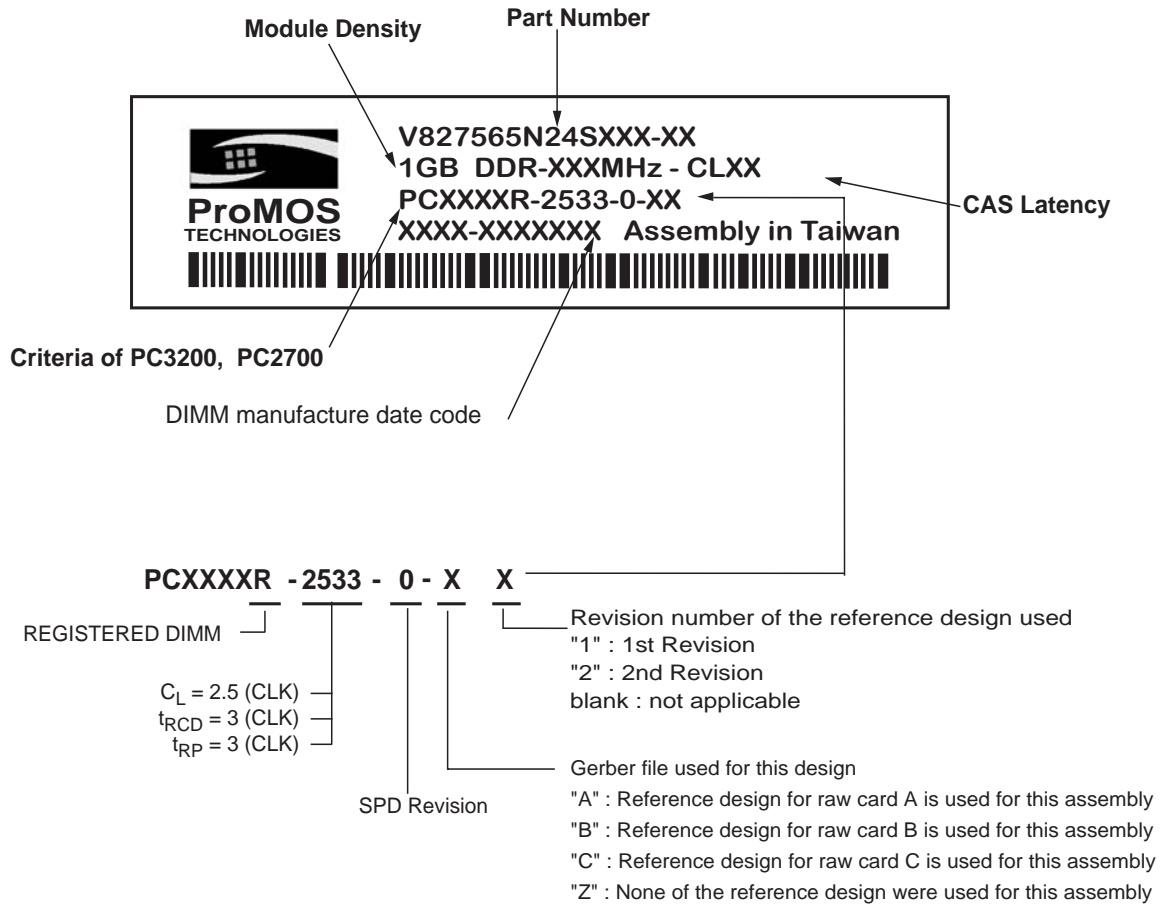 Module Density
Part Number
V827565N24SXXX-XX
1GB DDR-XXXMHz - CLXX
PCXXXXR-2533-0-XX
XXXX-XXXXXXX Assembly in Taiwan
ProMOS
TECHNOLOGIES
CAS Latency
Criteria of PC3200, PC2700
DIMM manufacture date code
PCXXXXR - 2533 - 0 - X X
REGISTERED DIMM
CL = 2.5 (CLK)
tRCD = 3 (CLK)
tRP = 3 (CLK)
SPD Revision
Revision number of the reference design used
"1" : 1st Revision
"2" : 2nd Revision
blank : not applicable
Gerber file used for this design
"A" : Reference design for raw card A is used for this assembly
"B" : Reference design for raw card B is used for this assembly
"C" : Reference design for raw card C is used for this assembly
"Z" : None of the reference design were used for this assembly